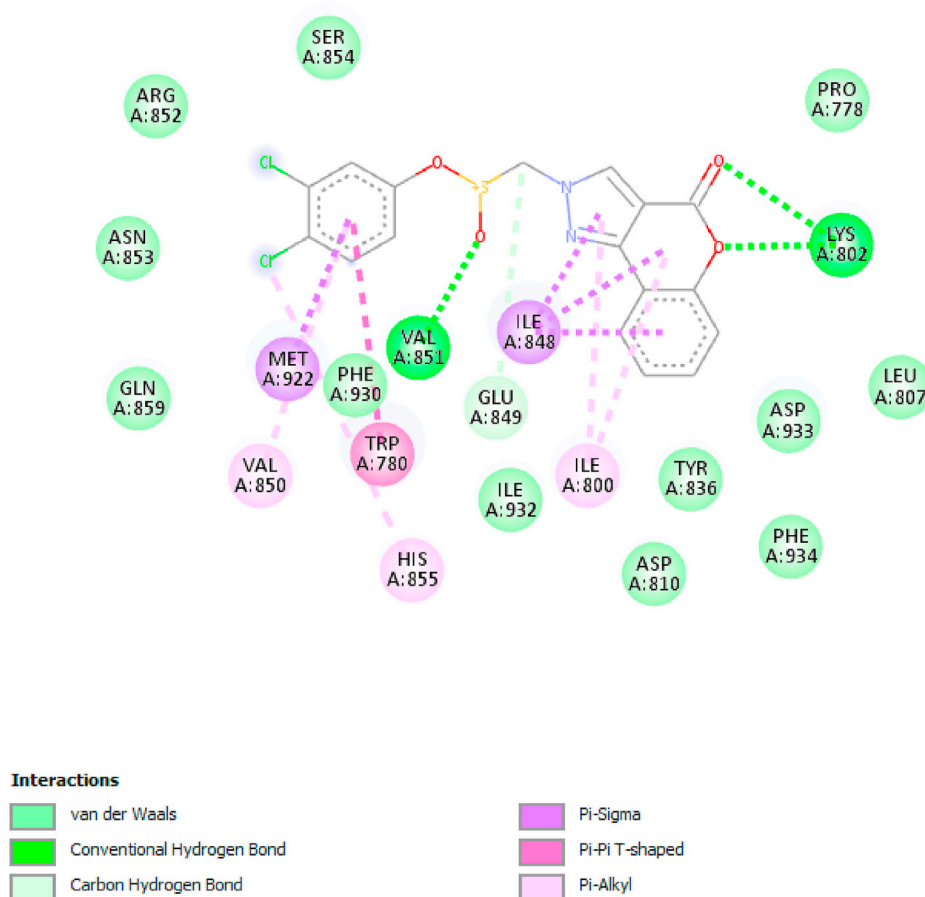 SER
A:854
ARG
A:852
PRO
A:778
Cl
O
+S
N
O
ASN
A:853
Cl
O
N
O
LYS
A:802
MET
A:922
PHE
A:930
VAL
A:851
ILE
A:848
GLN
A:859
GLU
A:849
LEU
A:807
VAL
A:850
TRP
A:780
ILE
A:800
ASP
A:933
ILE
A:932
TYR
A:836
HIS
A:855
ASP
A:810
PHE
A:934
Interactions
van der Waals
Pi-Sigma
Conventional Hydrogen Bond
Pi-Pi T-shaped
Carbon Hydrogen Bond
Pi-Alkyl